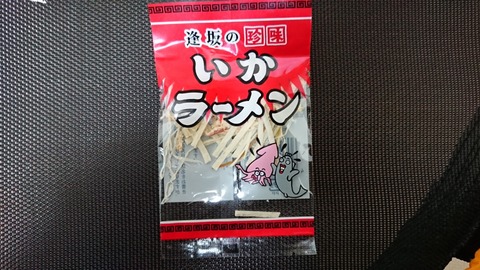 逢坂の珍味
いか
ラーメン